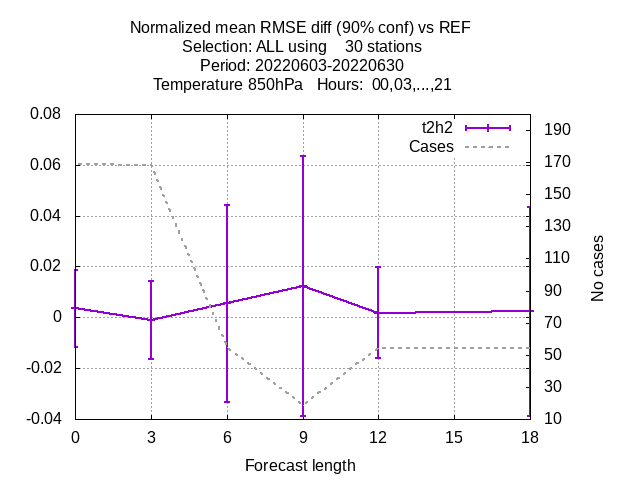 Normalized mean RMSE diff (90% conf) vs REF
Selection: ALL using    30 stations
Period: 20220603-20220630
Temperature 850hPa   Hours:  00,03,...,21
0.08
0.06
0.04
0.02
0
-0.02
-0.04
t2h2
Cases
190
170
150
130
110
90
70
50
30
10
No cases
0 3 6 9 12 15 18
Forecast length